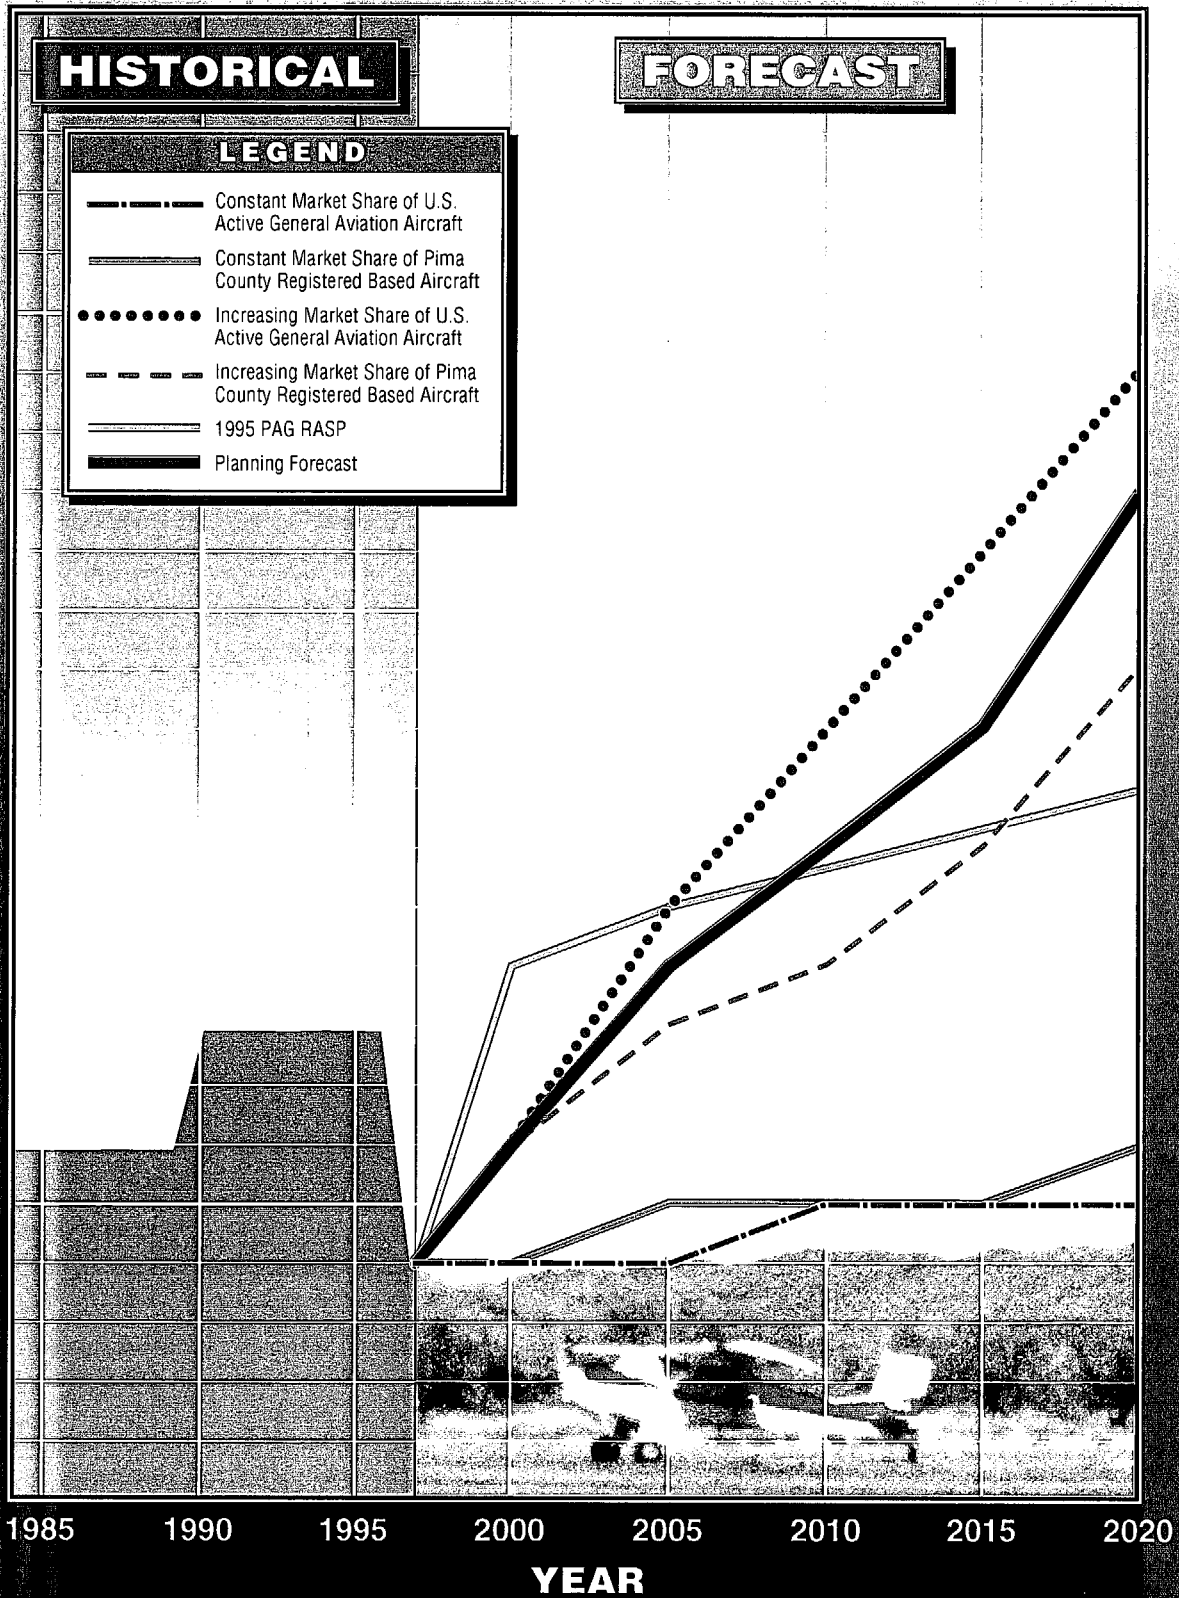 HISTORICAL
FORECAST
LEGEND
Constant Market Share of U.S.
Active General Aviation Aircraft
Constant Market Share of Pima
County Registered Based Aircraft
Increasing Market Share of U.S.
Active General Aviation Aircraft
Increasing Market Share of Pima
County Registered Based Aircraft
1995 PAG RASP
Planning Forecast
1985 1990 1995 2000 2005 2010 2015 2020
YEAR